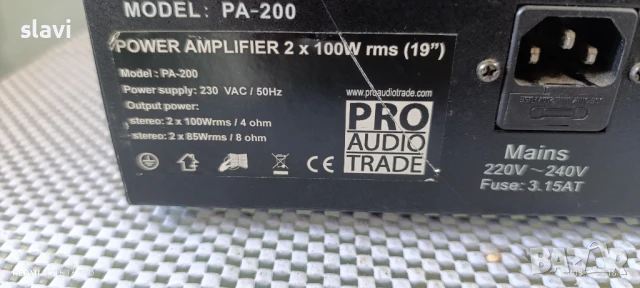 slavi
MODEL: PA-200
POWER AMPLIFIER 2 x 100W rms (19")
Model : PA-200
Power supply: 230 VAC / 50Hz
Output power:
stereo: 2 x 100Wrms / 4 ohm
stereo: 2 x 85Wrms / 8 ohm
www.proaudiotrade.com
PRO
AUDIO
TRADE
CE
Mains
220V~240V
Fuse: 3.15AT
BAZAR